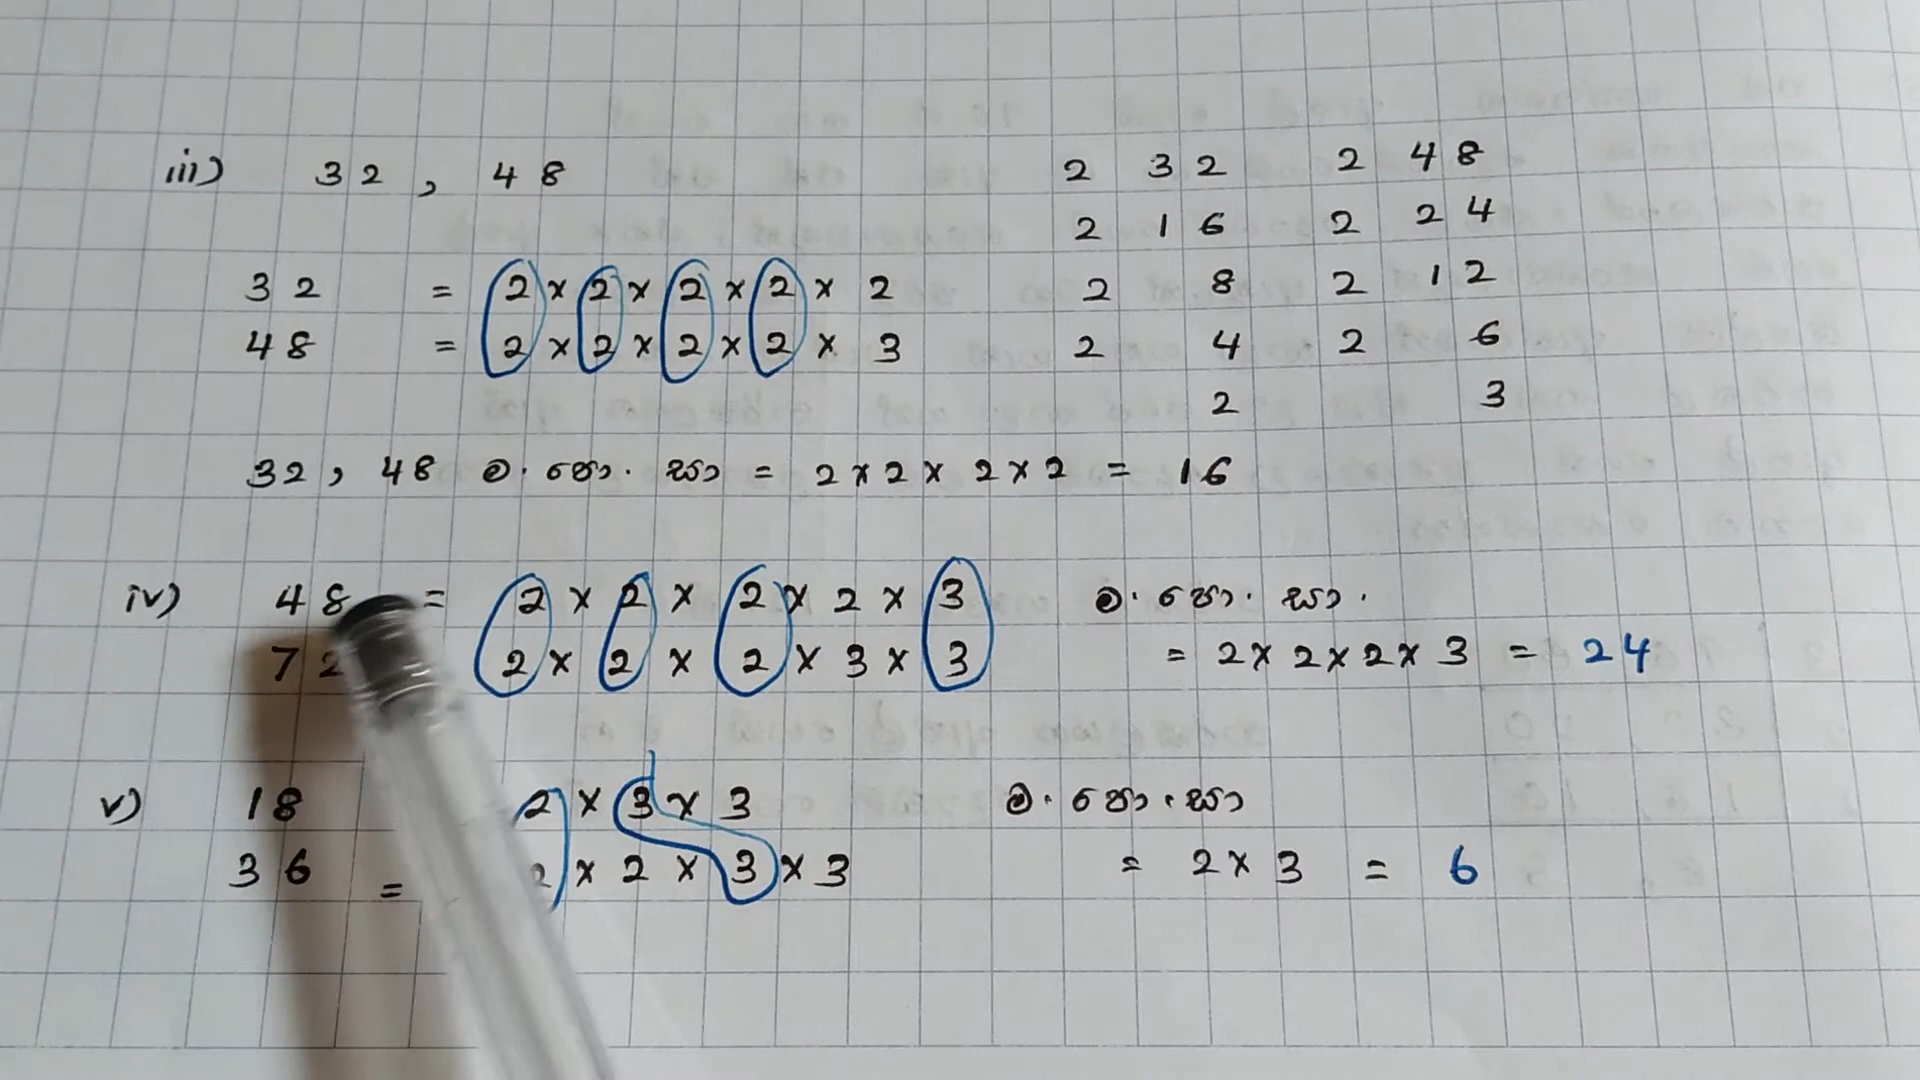 iii) 32, 48
2 32
2 16
2 8
2 4
2
2 48
2 24
2 12
2 6
3
32 = 2 × 2 × 2 × 2 × 2
48 = 2 × 2 × 2 × 2 × 3
32, 48 ම. පො. සා = 2 × 2 × 2 × 2 = 16
iv) 48 = 2 × 2 × 2 × 2 × 3
72 2 × 2 × 2 × 3 × 3
ම. පො. සා.
= 2 × 2 × 2 × 3 = 24
v) 18 2 × 3 × 3
36 = 2 × 2 × 3 × 3
ම. පො. සා
= 2 × 3 = 6